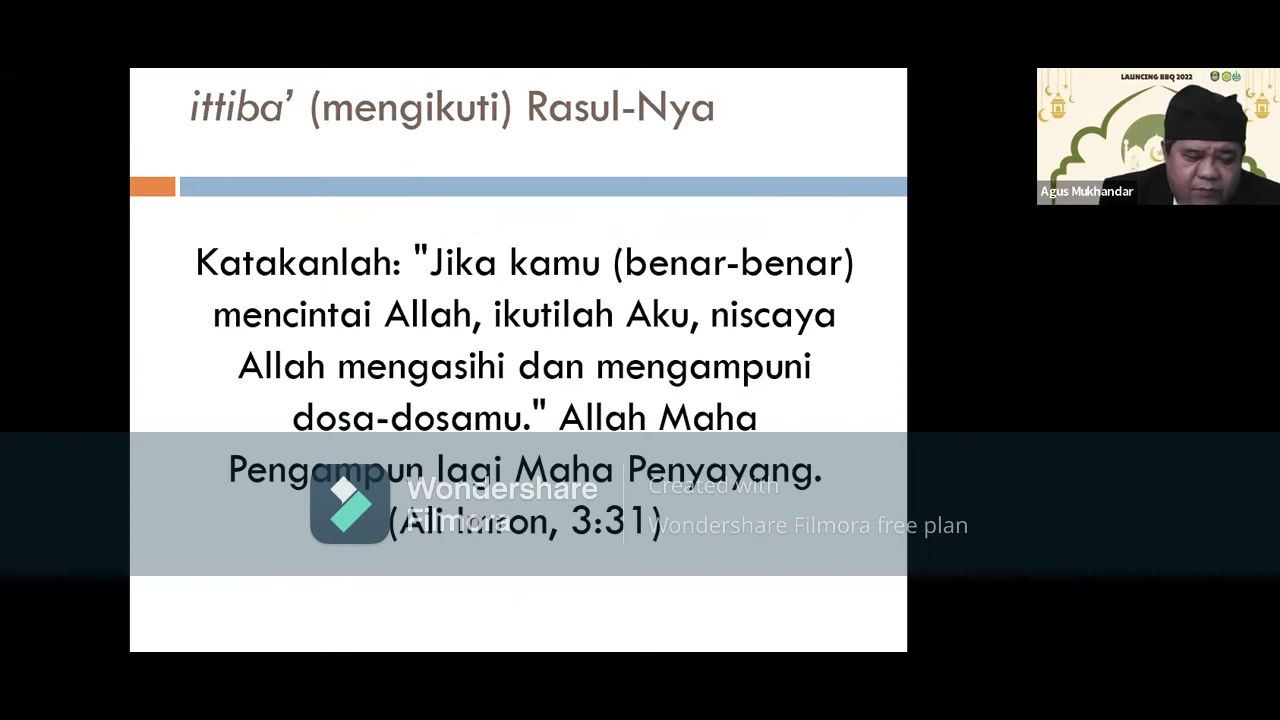 ittiba’ (mengikuti) Rasul-Nya
LAUNCING BBQ 2022
Agus Mukhandar
Katakanlah: "Jika kamu (benar-benar)
mencintai Allah, ikutilah Aku, niscaya
Allah mengasihi dan mengampuni
dosa-dosamu." Allah Maha
Pengampun lagi Maha Penyayang.
(Ali Imron, 3:31)
Wondershare
Filmora
Created with
Wondershare Filmora free plan